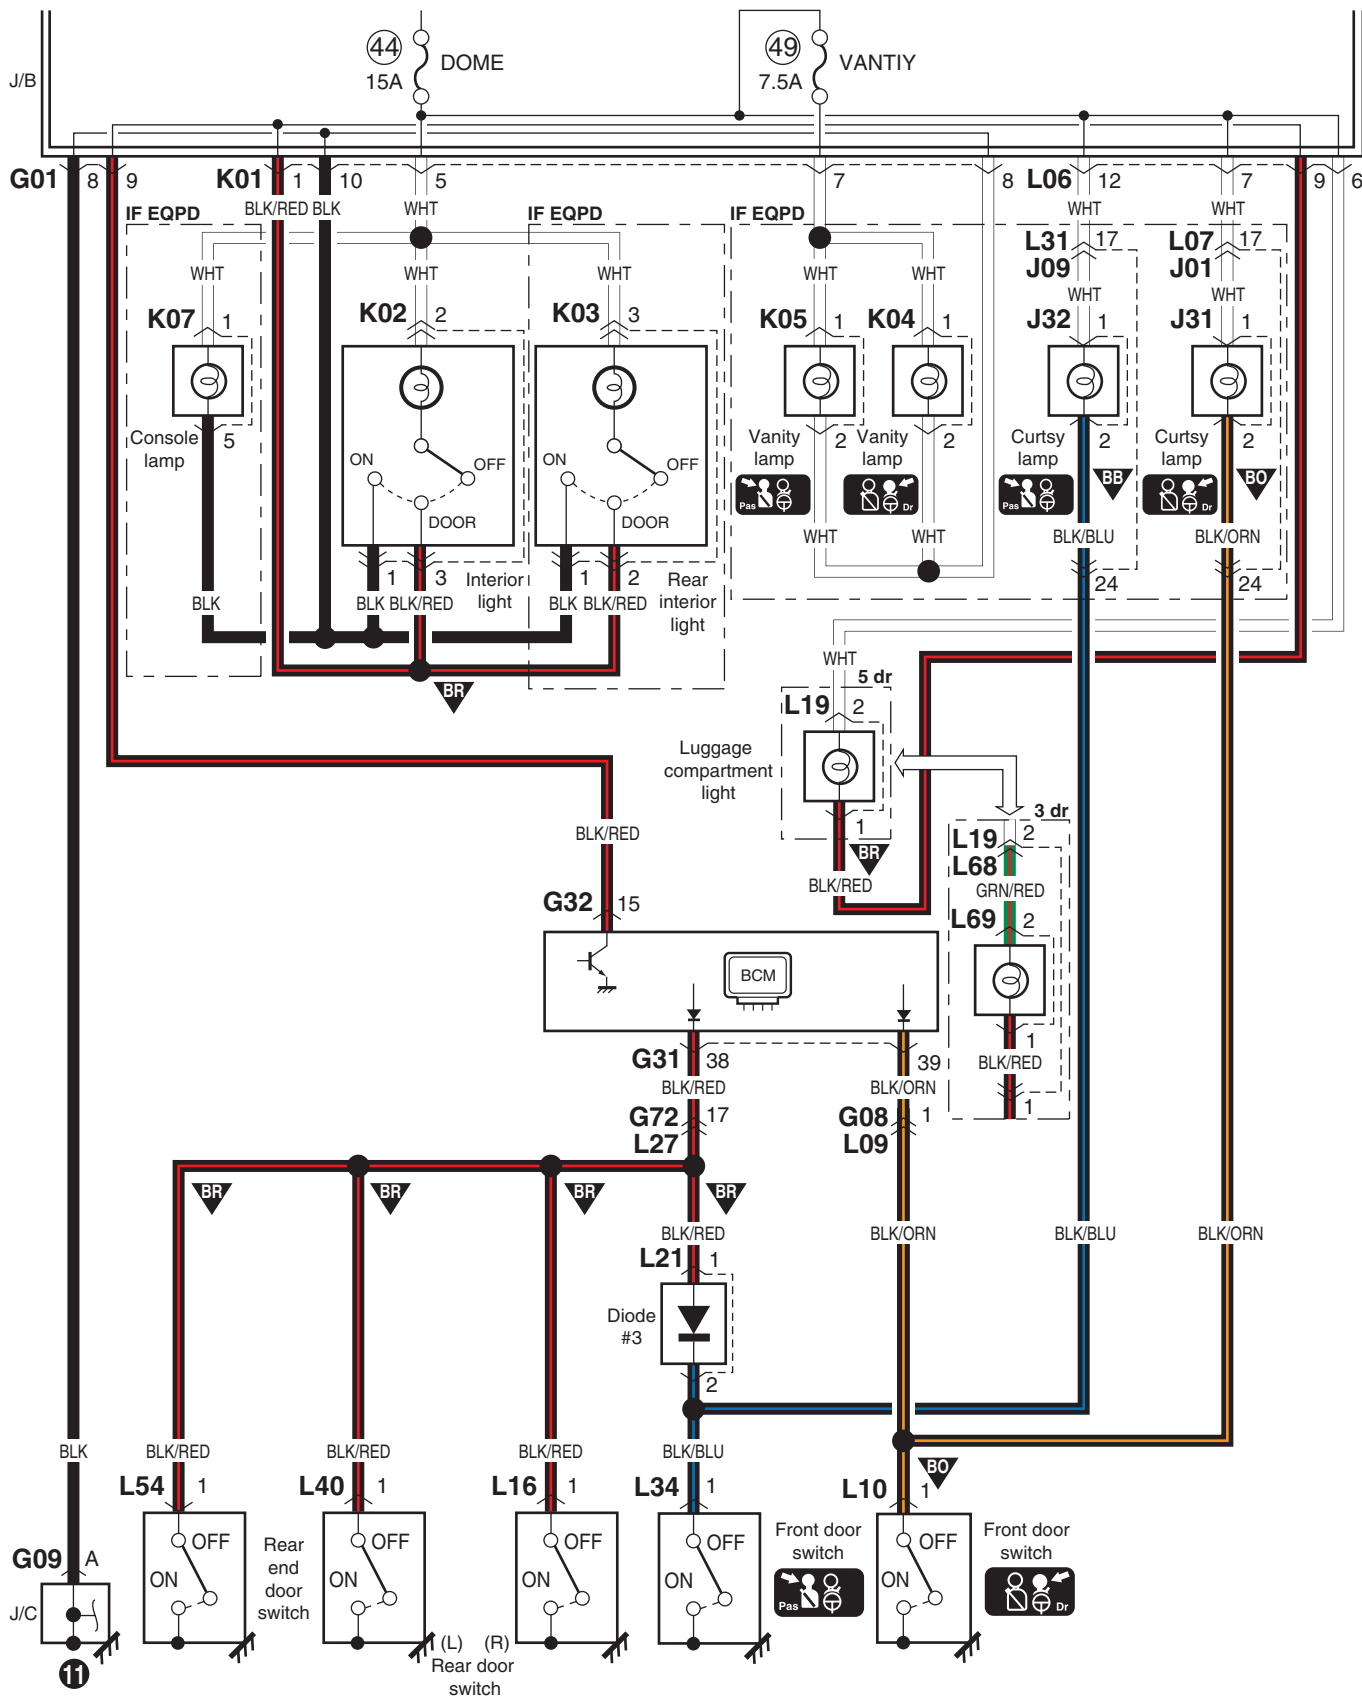 44
15A
DOME
49
7.5A
VANTIY
J/B
G01
8
9
K01
1
10
5
7
8
L06
12
7
9
6
BLK/RED
BLK
WHT
WHT
WHT
IF EQPD
IF EQPD
IF EQPD
L31
17
J09
L07
17
J01
WHT
WHT
WHT
WHT
WHT
WHT
WHT
K07
1
K02
2
K03
3
K05
1
K04
1
J32
1
J31
1
Console
lamp
5
ON
OFF
DOOR
ON
OFF
DOOR
2
Vanity
lamp
Pas
2
Vanity
lamp
Dr
2
Curtsy
lamp
Pas
BB
2
Curtsy
lamp
Dr
BO
WHT
WHT
BLK/BLU
BLK/ORN
1
3
Interior
light
1
2
Rear
interior
light
24
24
BLK
BLK
BLK/RED
BLK
BLK/RED
BR
WHT
5 dr
L19
2
Luggage
compartment
light
1
BR
BLK/RED
3 dr
L19
2
L68
GRN/RED
L69
2
1
BLK/RED
1
BLK/RED
G32
15
BCM
G31
38
39
BLK/RED
BLK/ORN
G72
17
L27
G08
1
L09
BR
BR
BR
BR
BLK/RED
BLK/ORN
BLK/BLU
BLK/ORN
L21
1
Diode
#3
2
BLK
BLK/RED
BLK/RED
BLK/RED
BLK/BLU
BO
L54
1
L40
1
L16
1
L34
1
L10
1
G09
A
J/C
11
OFF
ON
Rear
end
door
switch
OFF
ON
(L)
(R)
Rear door
switch
OFF
ON
OFF
ON
Front door
switch
Pas
OFF
ON
Front door
switch
Dr